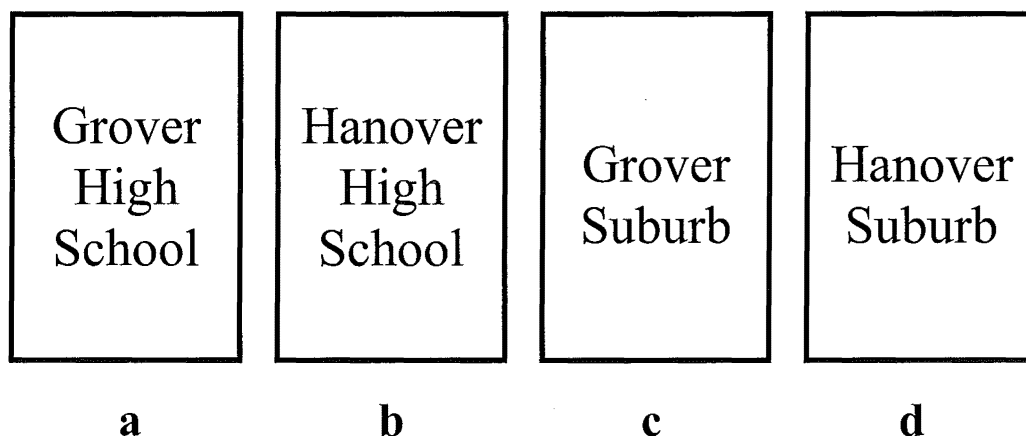 Grover
High
School
Hanover
High
School
Grover
Suburb
Hanover
Suburb
a
b
c
d